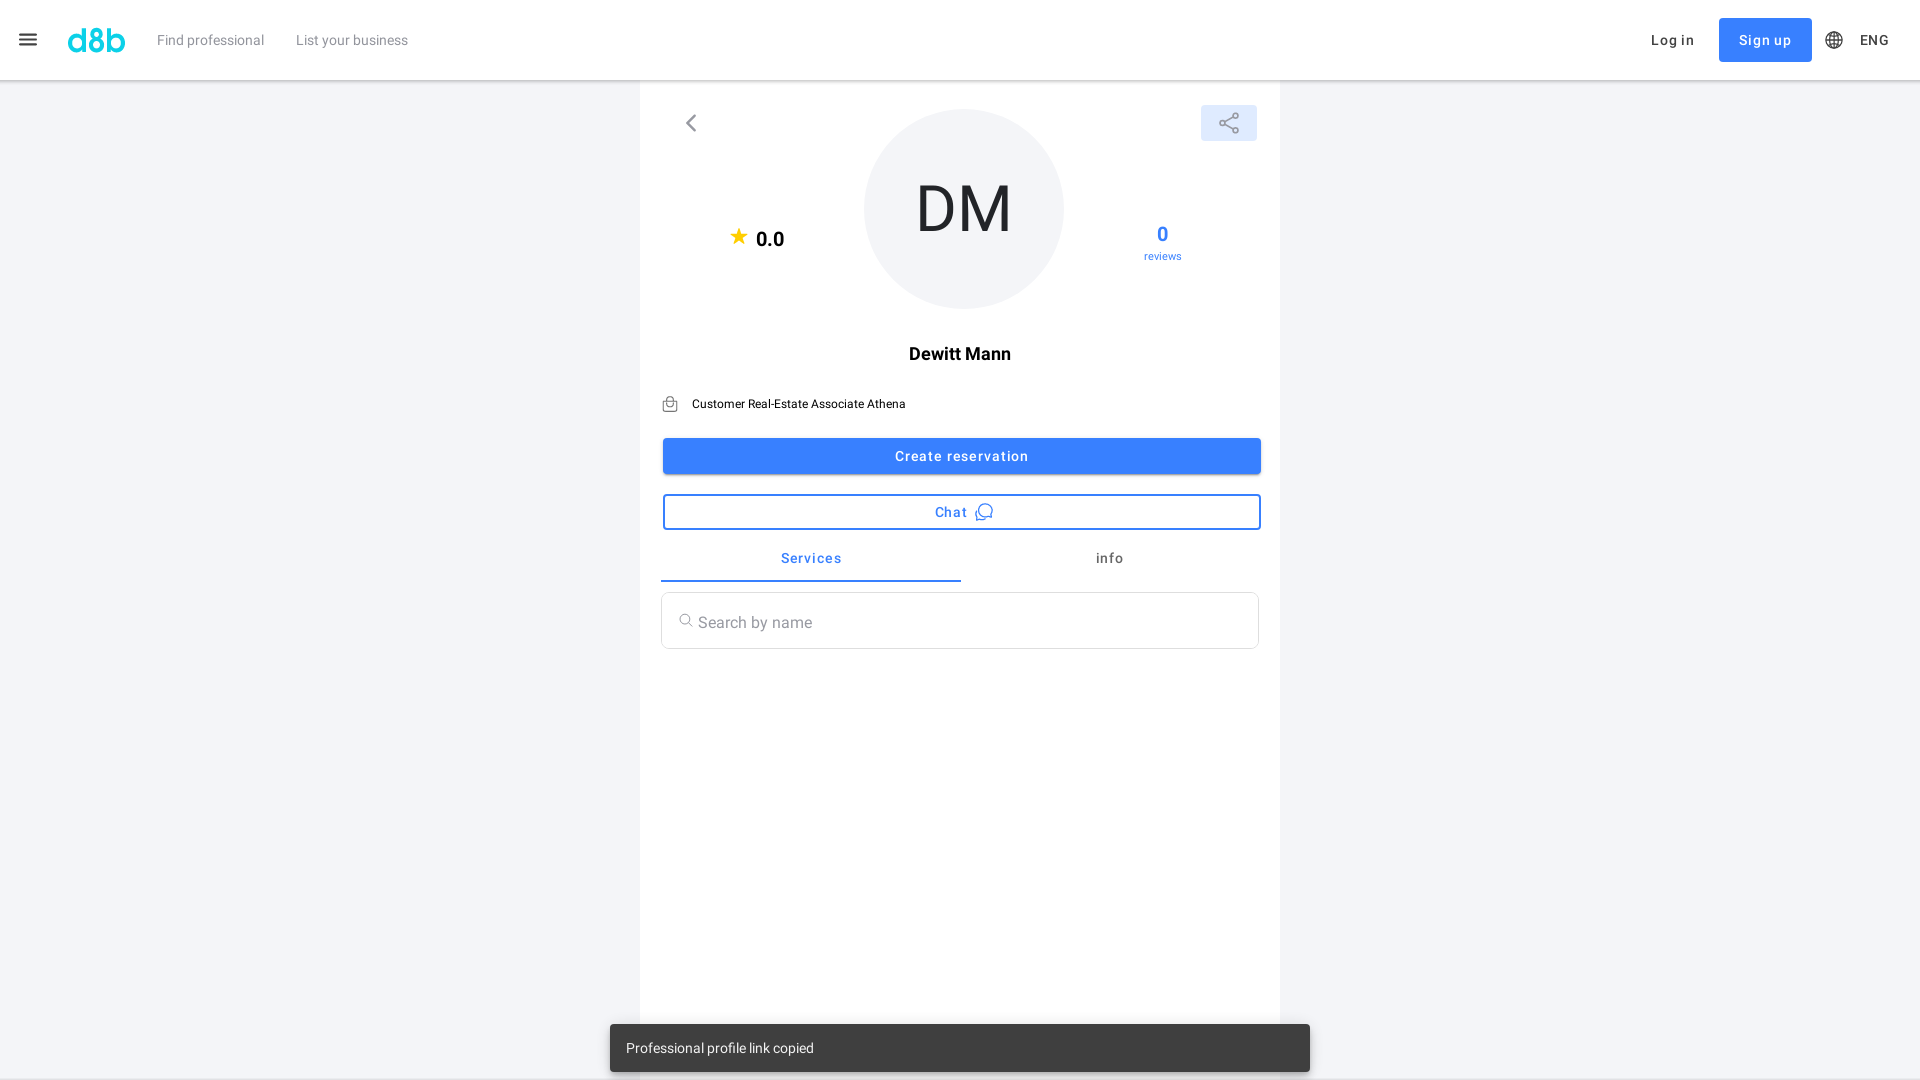 d8b
Find professional
List your business
Log in
Sign up
ENG
DM
0.0
0
reviews
Dewitt Mann
Customer Real-Estate Associate Athena
Create reservation
Chat
Services
info
Search by name
Professional profile link copied